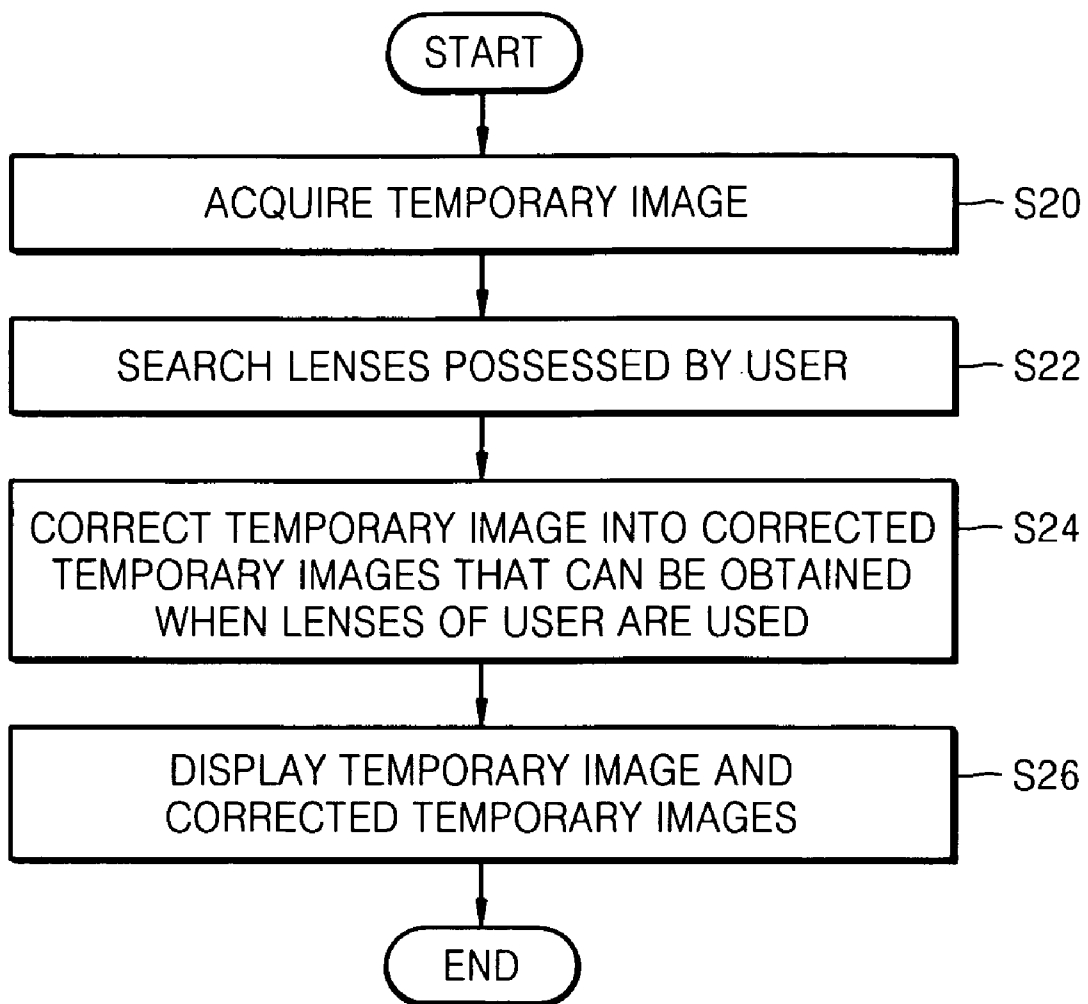 START
ACQUIRE TEMPORARY IMAGE
S20
SEARCH LENSES POSSESSED BY USER
S22
CORRECT TEMPORARY IMAGE INTO CORRECTED
TEMPORARY IMAGES THAT CAN BE OBTAINED
WHEN LENSES OF USER ARE USED
S24
DISPLAY TEMPORARY IMAGE AND
CORRECTED TEMPORARY IMAGES
S26
END